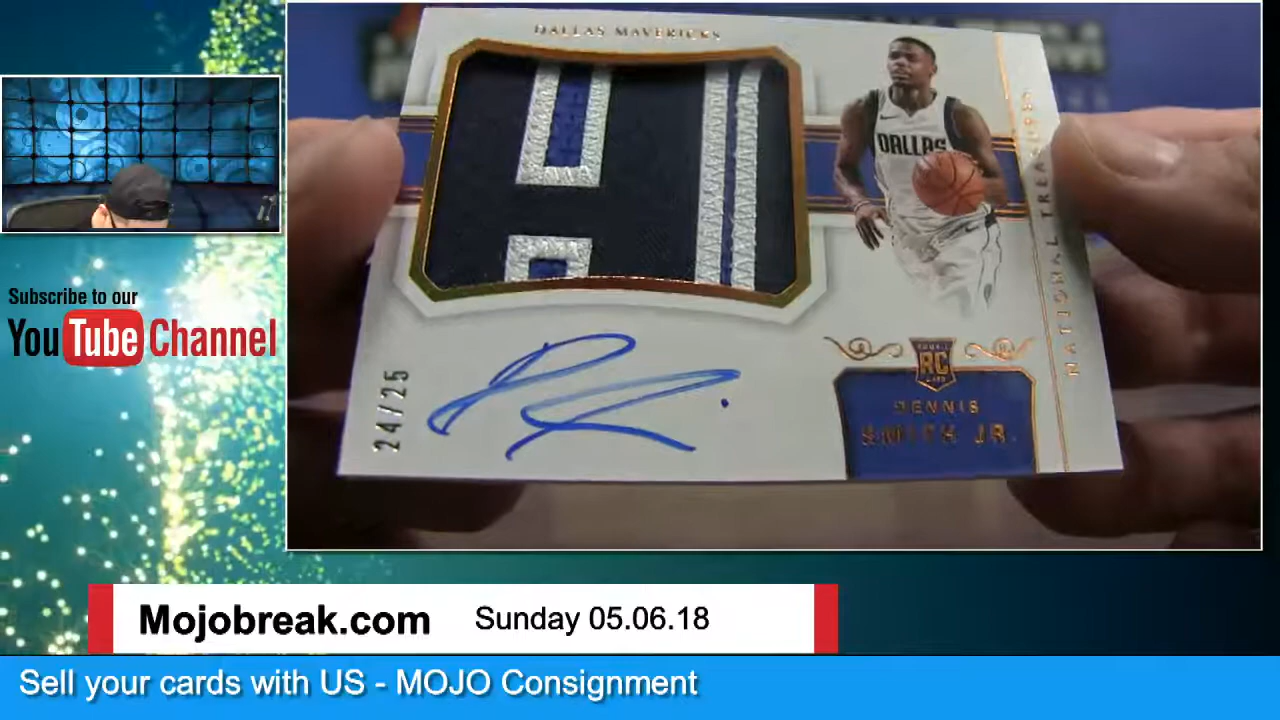 DALLAS MAVERICKS
DALLAS
NATIONAL TREASURES
Subscribe to our
YouTube Channel
24/25
RC
DENNIS
SMITH JR.
Mojobreak.com Sunday 05.06.18
Sell your cards with US - MOJO Consignment